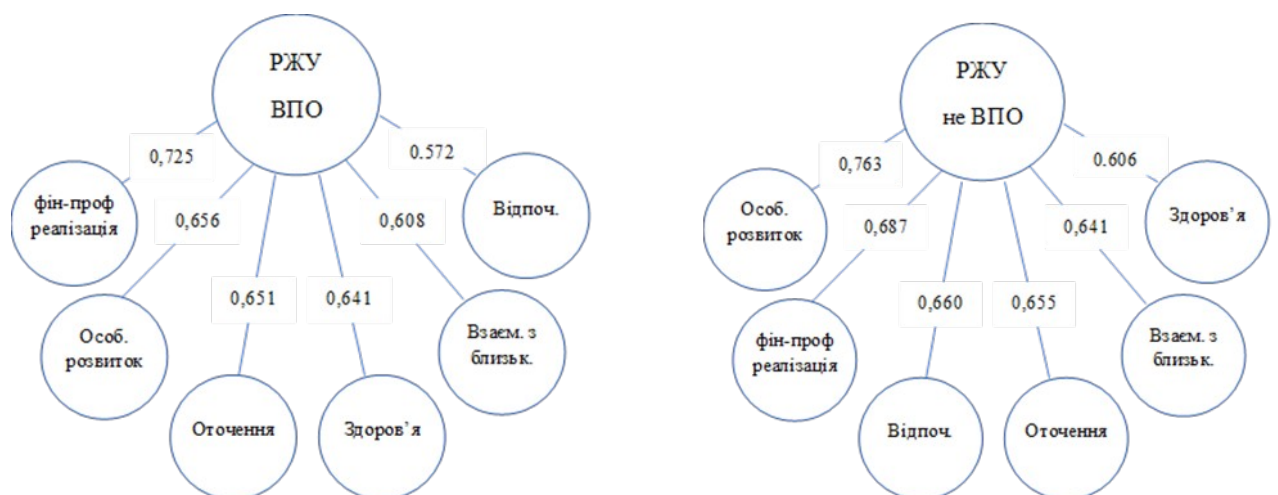 РЖУ
ВПО
0,725
0.572
фін-проф
реалізація
0,656
0,608
Відпоч.
0,651
0,641
Особ.
розвиток
Взаєм. з
близьк.
Оточення
Здоров’я
РЖУ
не ВПО
0,763
0.606
Особ.
розвиток
0,687
0,641
Здоров’я
0,660
0,655
фін-проф
реалізація
Взаєм. з
близьк.
Відпоч.
Оточення